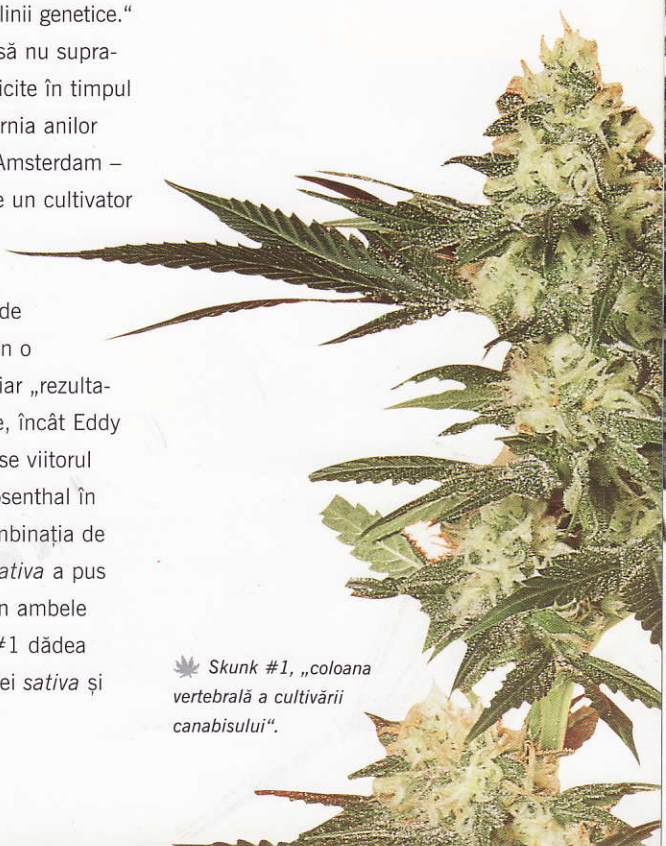 linii genetice.“
să nu supra-
icite în timpul
rnia anilor
Amsterdam –
e un cultivator
de
n o
iar „rezulta-
e, încât Eddy
se viitorul
senthal în
nbinația de
ativa a pus
n ambele
#1 dădea
ei sativa și
Skunk #1, „coloana
vertebrală a cultivării
canabisului“.